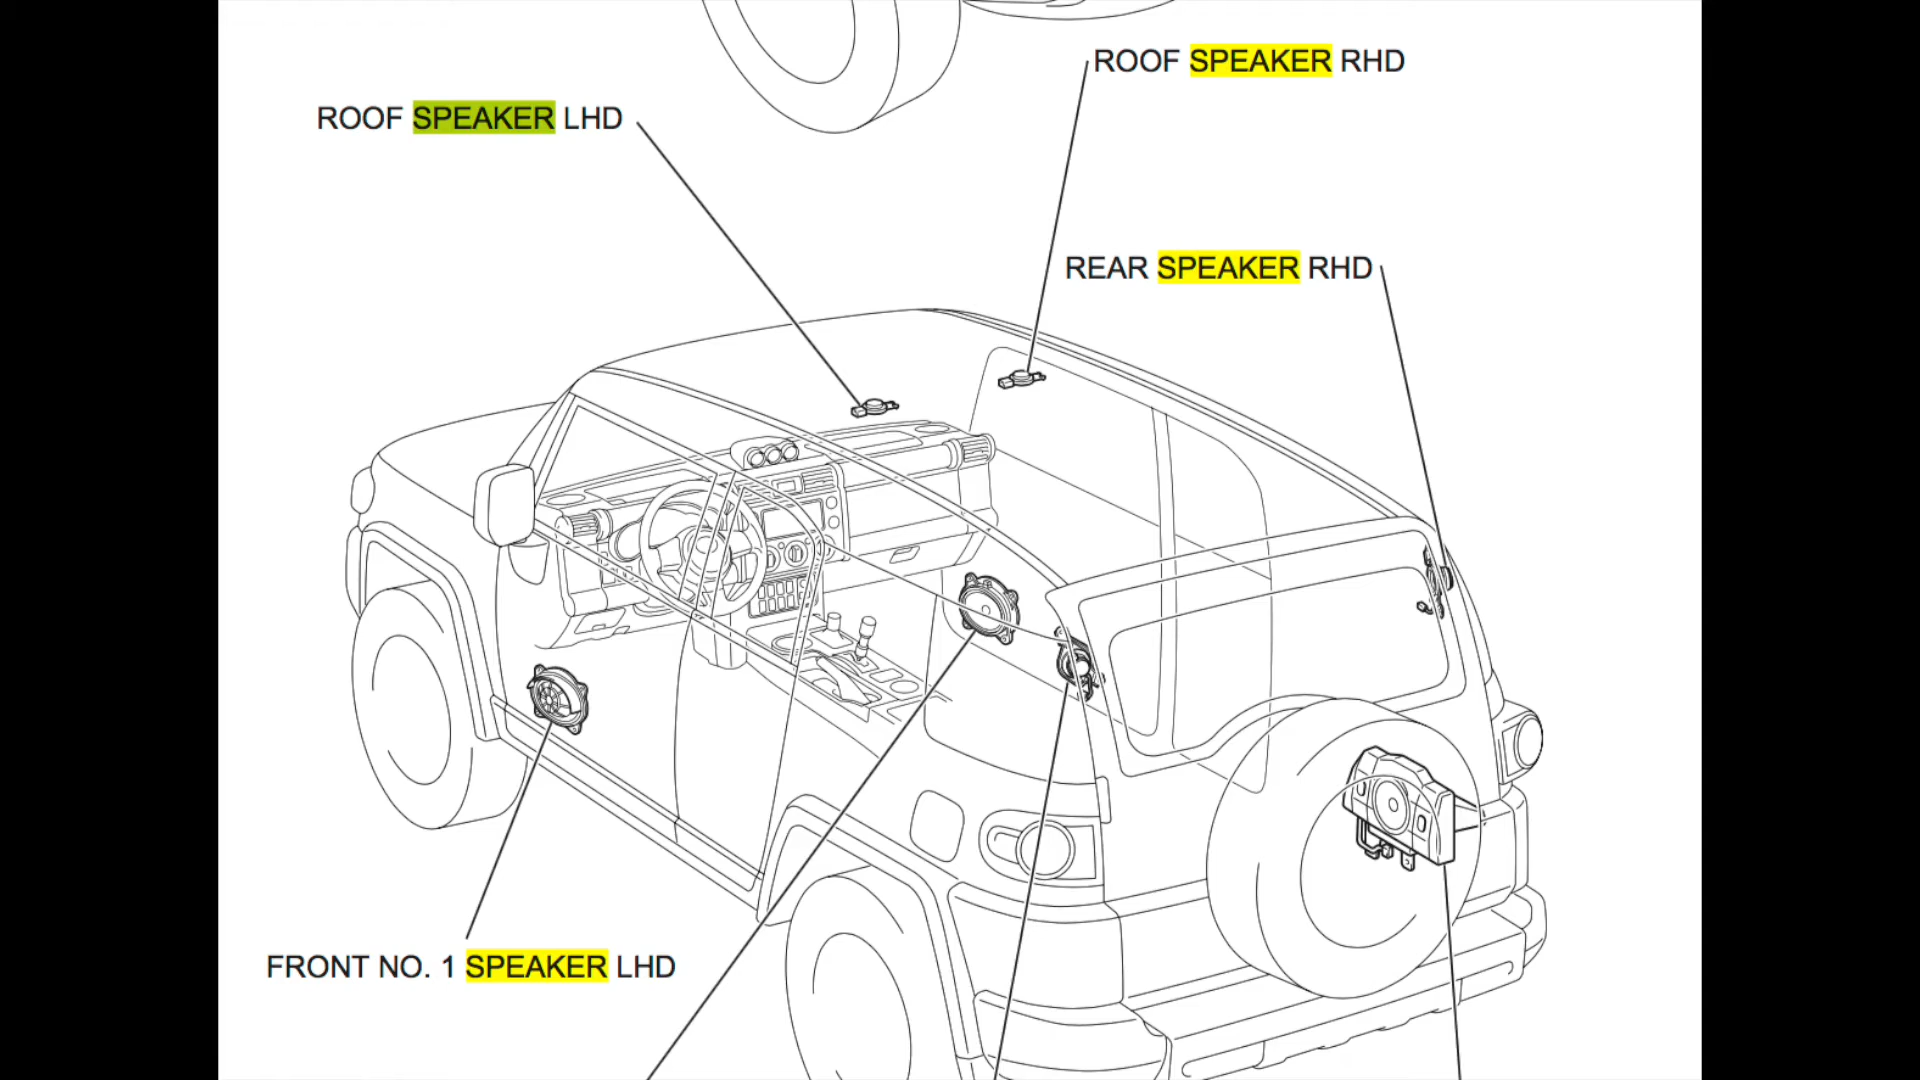 ROOF SPEAKER RHD
ROOF SPEAKER LHD
REAR SPEAKER RHD
FRONT NO. 1 SPEAKER LHD